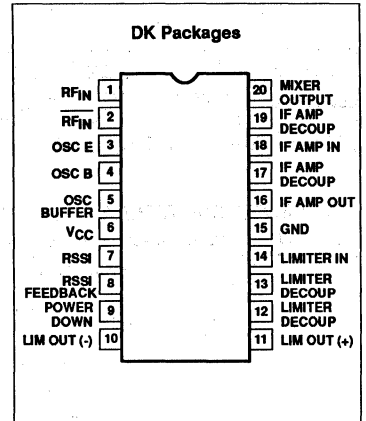 DK Packages
RFIN 1
RFIN 2
OSC E 3
OSC B 4
OSC
BUFFER 5
VCC 6
RSSI 7
RSSI
FEEDBACK 8
POWER
DOWN 9
LIM OUT (-) 10
20 MIXER
OUTPUT
19 IF AMP
DECOUP
18 IF AMP IN
17 IF AMP
DECOUP
16 IF AMP OUT
15 GND
14 LIMITER IN
13 LIMITER
DECOUP
12 LIMITER
DECOUP
11 LIM OUT (+)